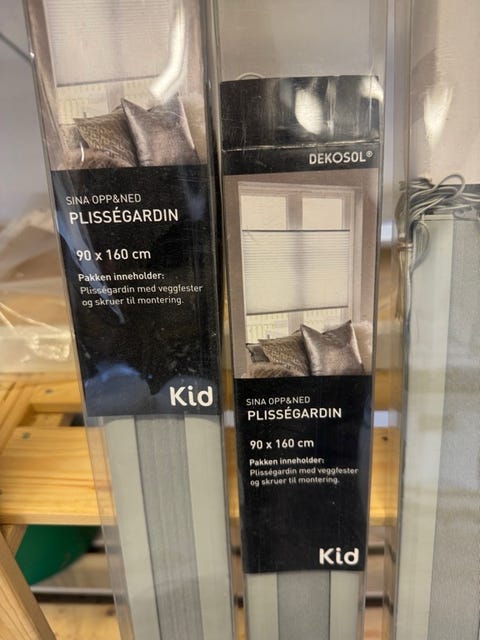 SINA OPP&NED
PLISSÉGARDIN
90 x 160 cm
Pakken inneholder:
Plisségardin med veggfester
og skruer til montering.
Kid
DEKOSOL®
SINA OPP&NED
PLISSÉGARDIN
90 x 160 cm
Pakken inneholder:
Plisségardin med veggfester
og skruer til montering.
Kid